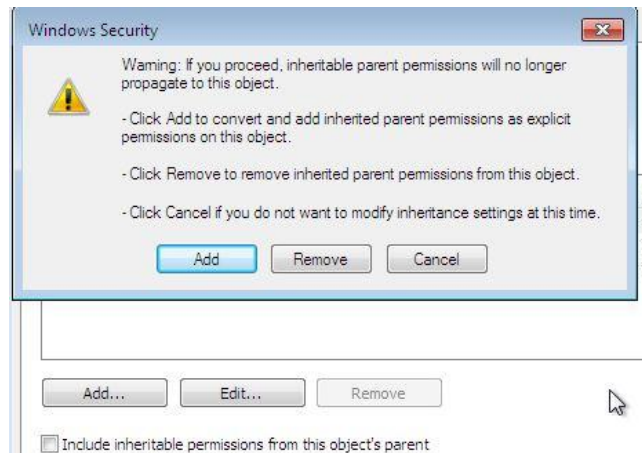 Windows Security
Warning: If you proceed, inheritable parent permissions will no longer
propagate to this object.
- Click Add to convert and add inherited parent permissions as explicit
permissions on this object.
- Click Remove to remove inherited parent permissions from this object.
- Click Cancel if you do not want to modify inheritance settings at this time.
Add Remove Cancel
Add... Edit... Remove
Include inheritable permissions from this object's parent